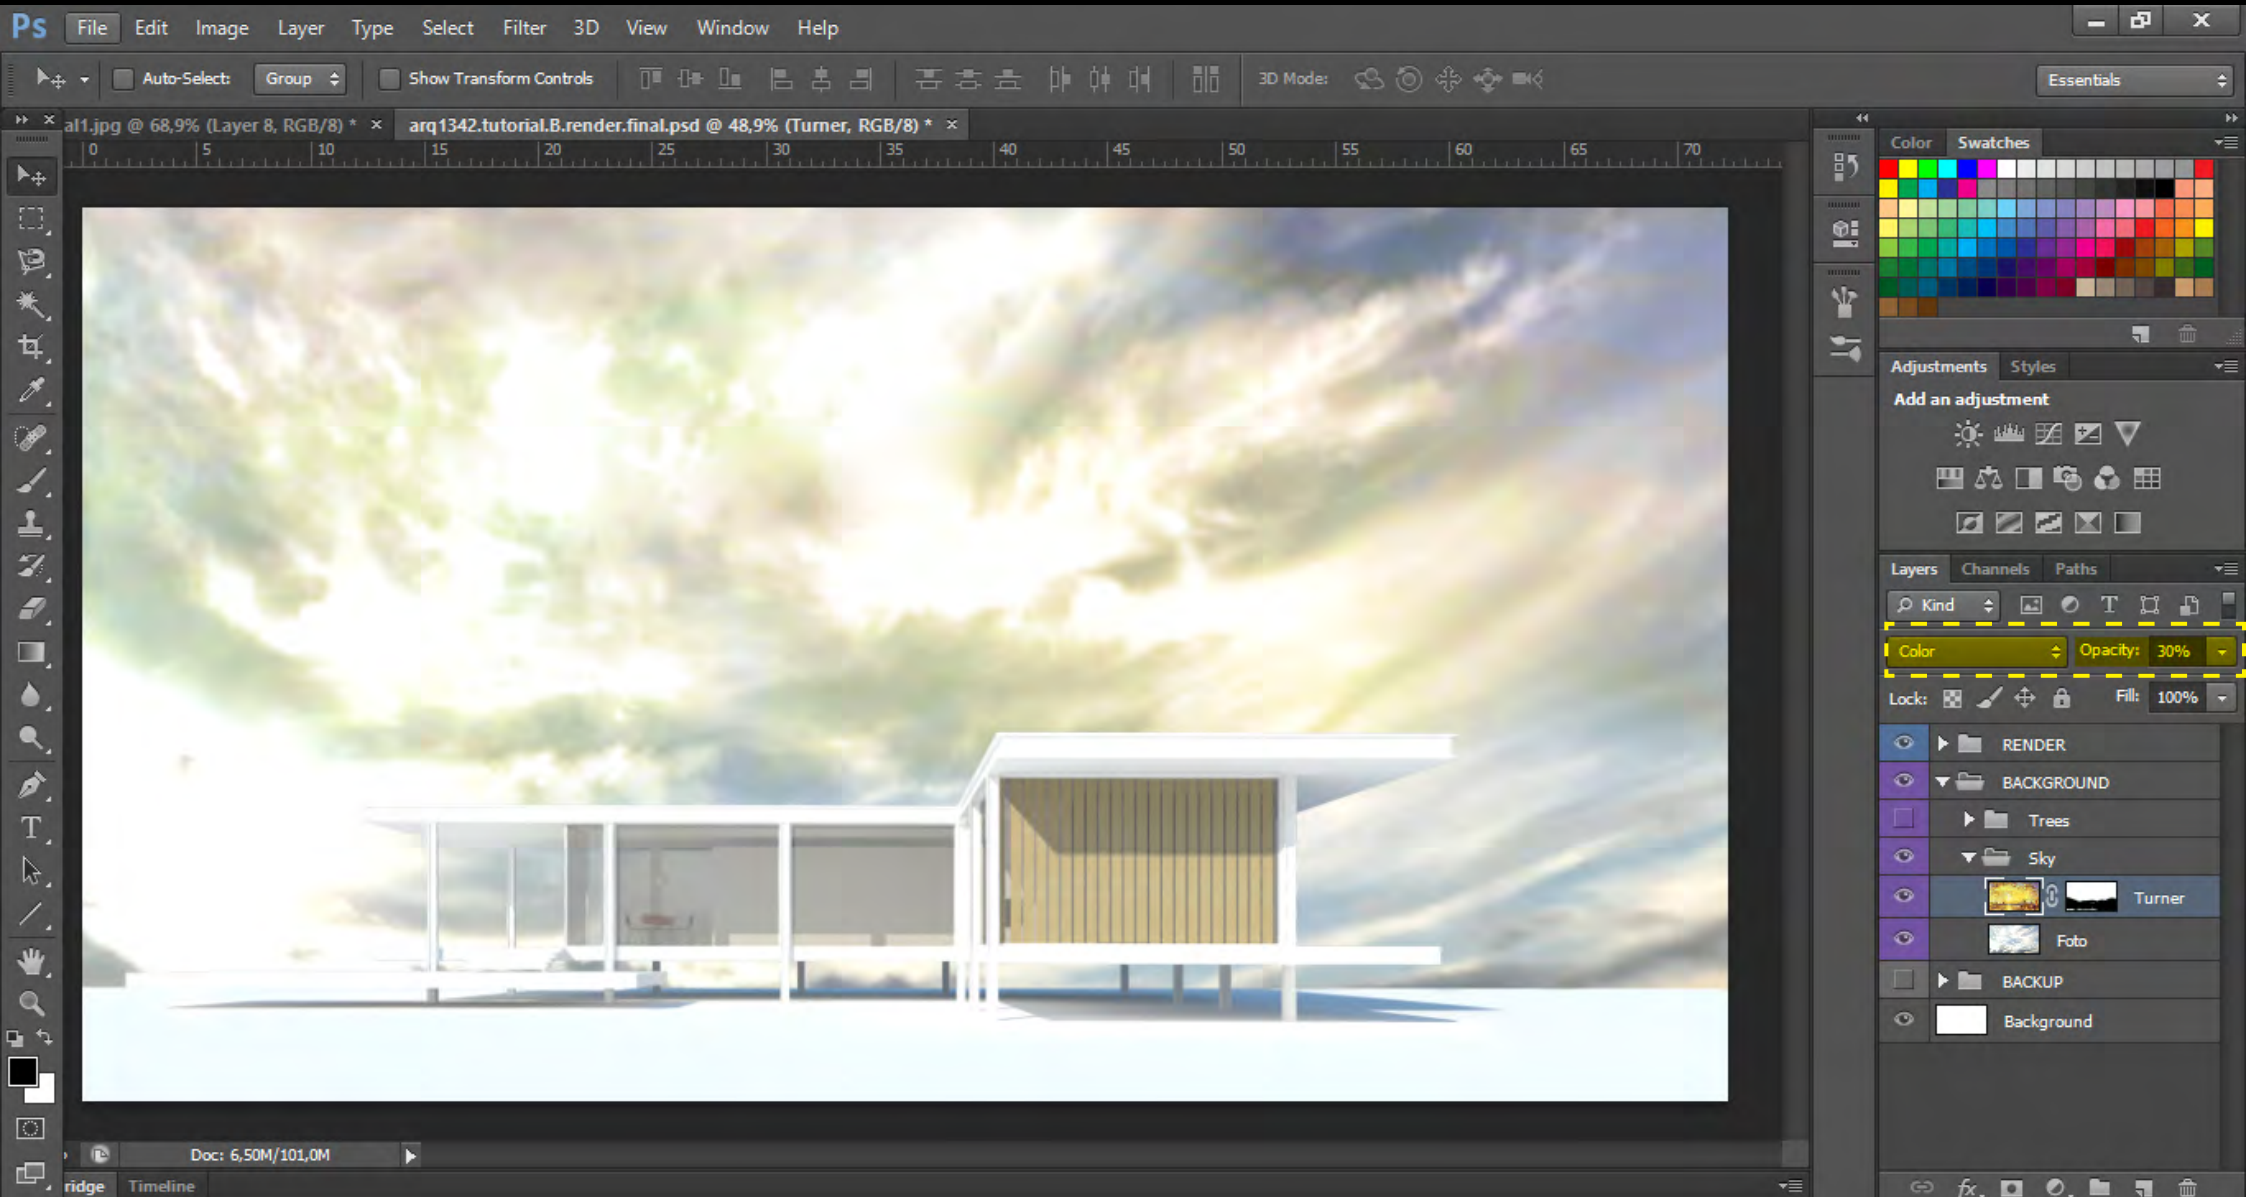 Ps File Edit Image Layer Type Select Filter 3D View Window Help
Auto-Select: Group Show Transform Controls 3D Mode: Essentials
al1.jpg @ 68,9% (Layer 8, RGB/8) * × arq1342.tutorial.B.render.final.psd @ 48,9% (Turner, RGB/8) * ×
0 5 10 15 20 25 30 35 40 45 50 55 60 65 70
Color Swatches
Adjustments Styles
Add an adjustment
Layers Channels Paths
Kind
Color Opacity: 30%
Lock: Fill: 100%
RENDER
BACKGROUND
Trees
Sky
Turner
Foto
BACKUP
Background
Doc: 6,50M/101,0M
ridge Timeline